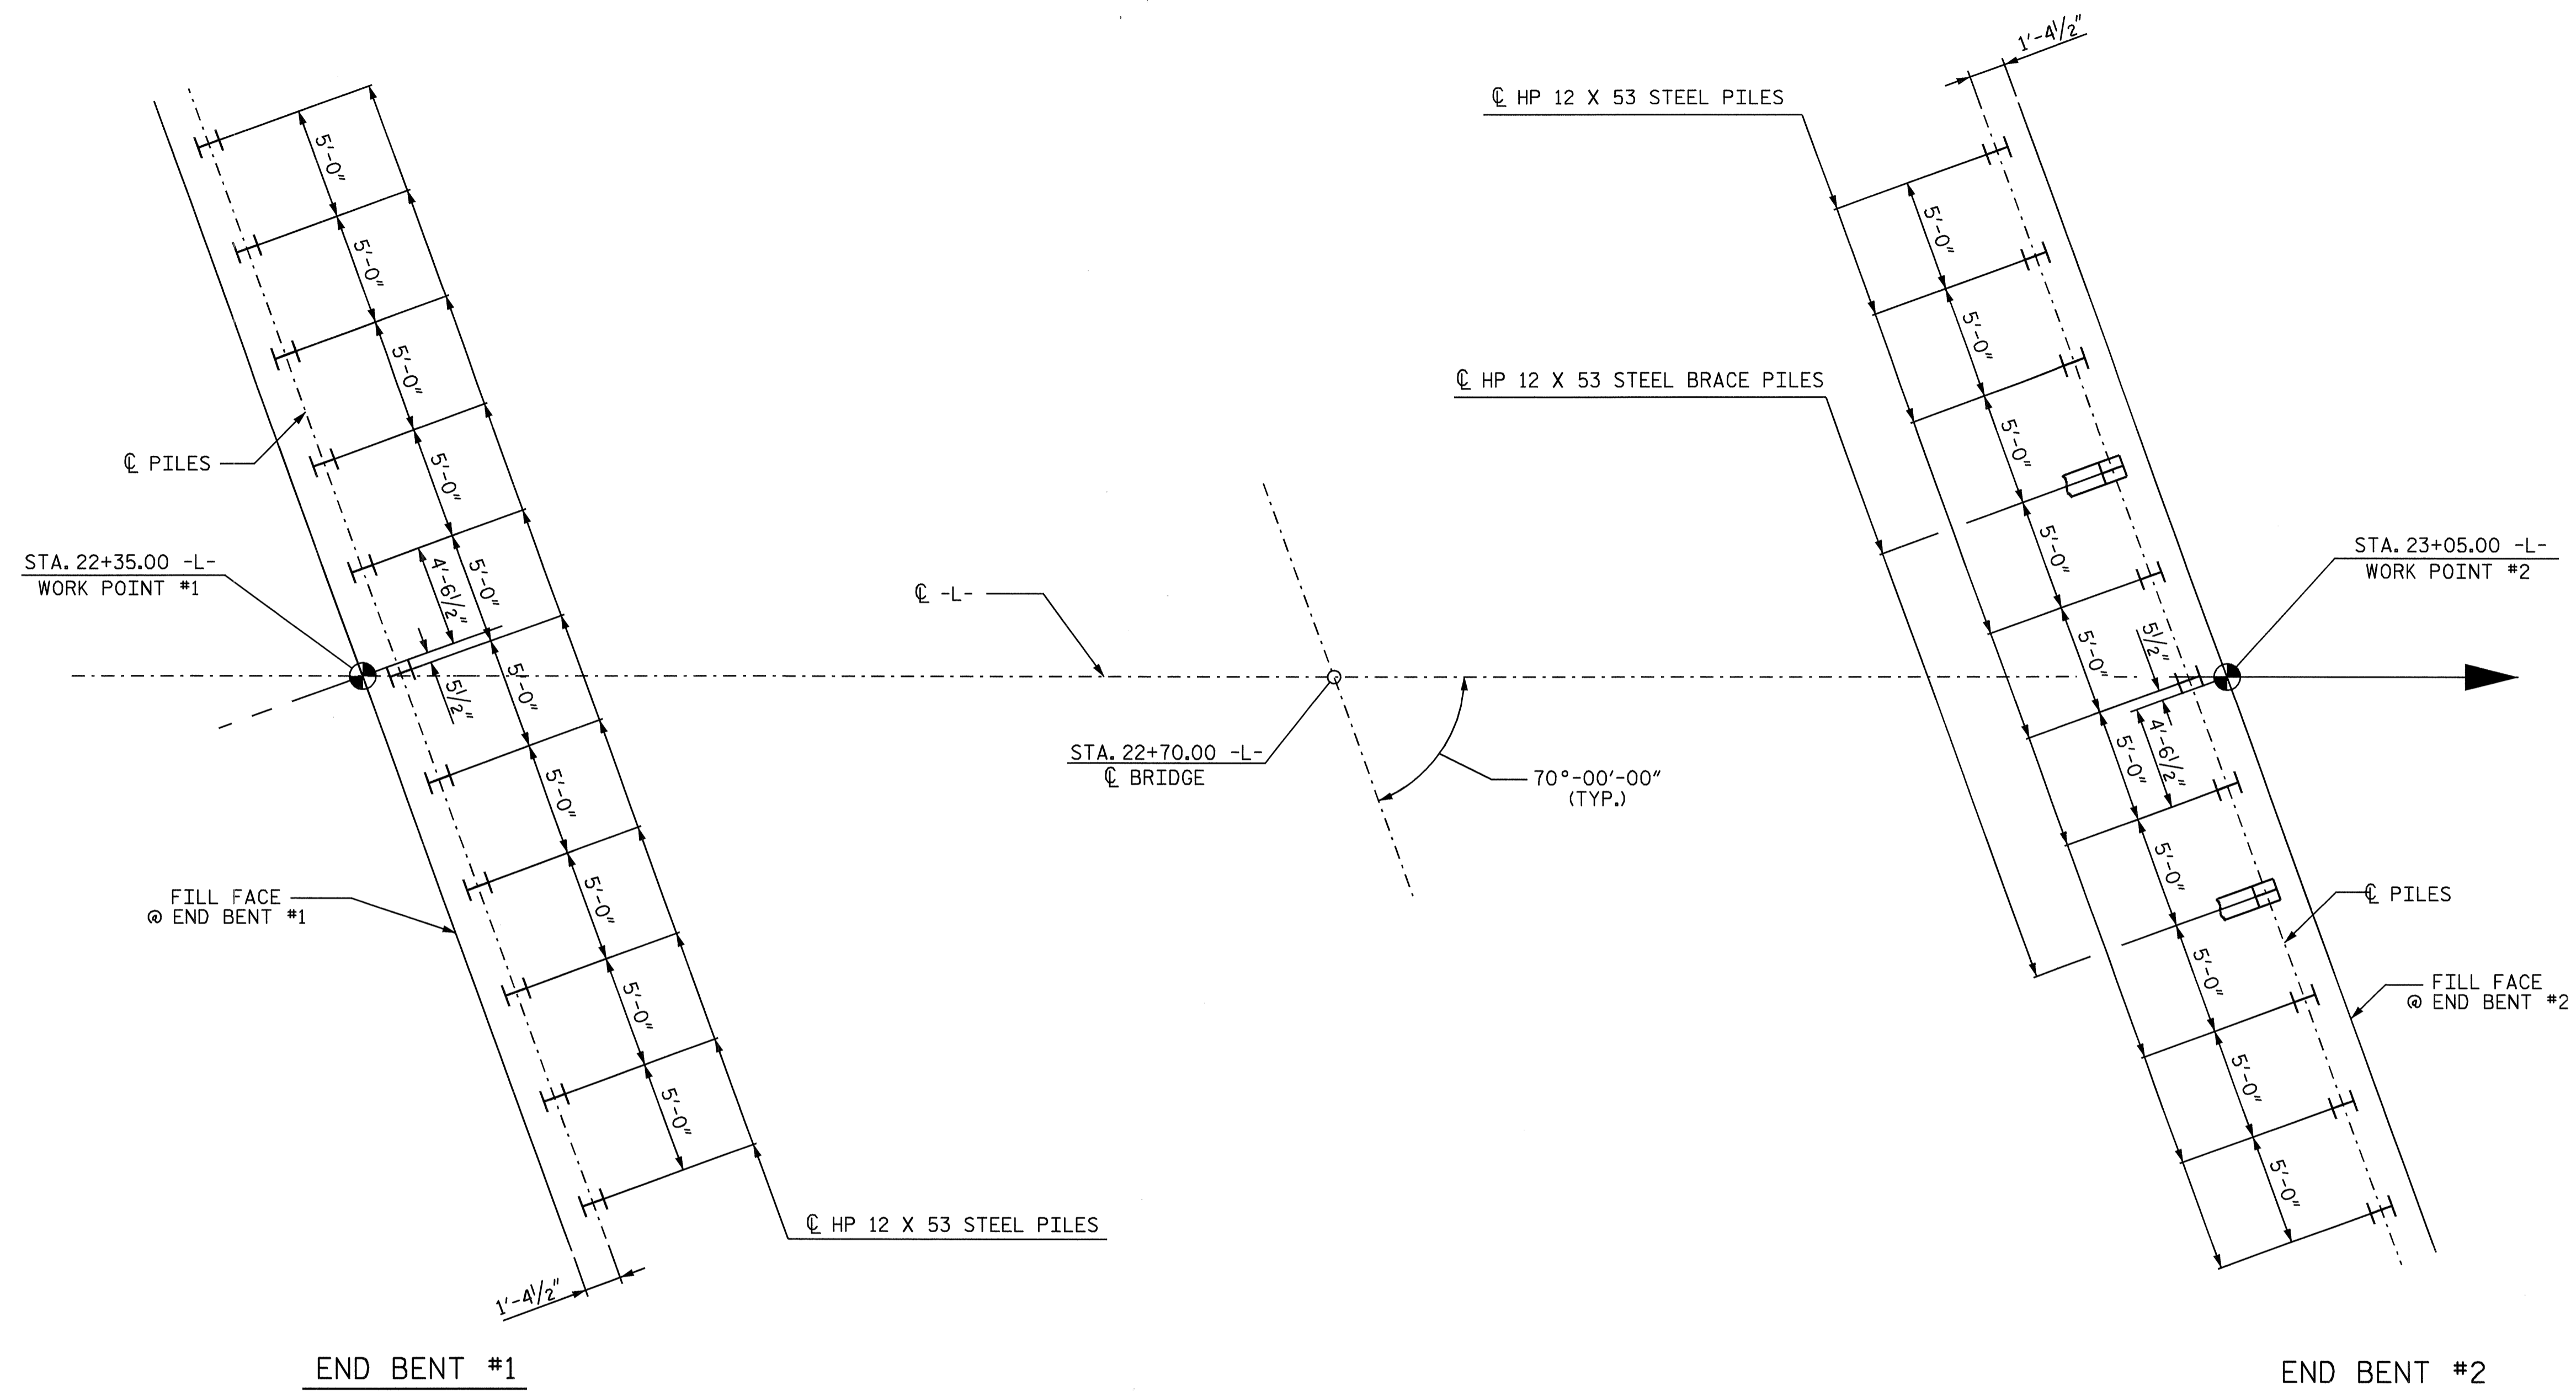 1'-4½"
℄ HP 12 X 53 STEEL PILES
5'-0"
5'-0"
5'-0"
5'-0"
5'-0"
5'-0"
5'-0"
5'-0"
5'-0"
5'-0"
4'-6½"
5½"
℄ PILES
STA. 22+35.00 -L-
WORK POINT #1
FILL FACE
@ END BENT #1
℄ HP 12 X 53 STEEL PILES
1'-4½"
END BENT #1
℄ -L-
STA. 22+70.00 -L-
℄ BRIDGE
70°-00'-00"
(TYP.)
℄ HP 12 X 53 STEEL BRACE PILES
5'-0"
5'-0"
5'-0"
5'-0"
5'-0"
5'-0"
5'-0"
5'-0"
5'-0"
5'-0"
5½"
4'-6½"
STA. 23+05.00 -L-
WORK POINT #2
℄ PILES
FILL FACE
@ END BENT #2
END BENT #2